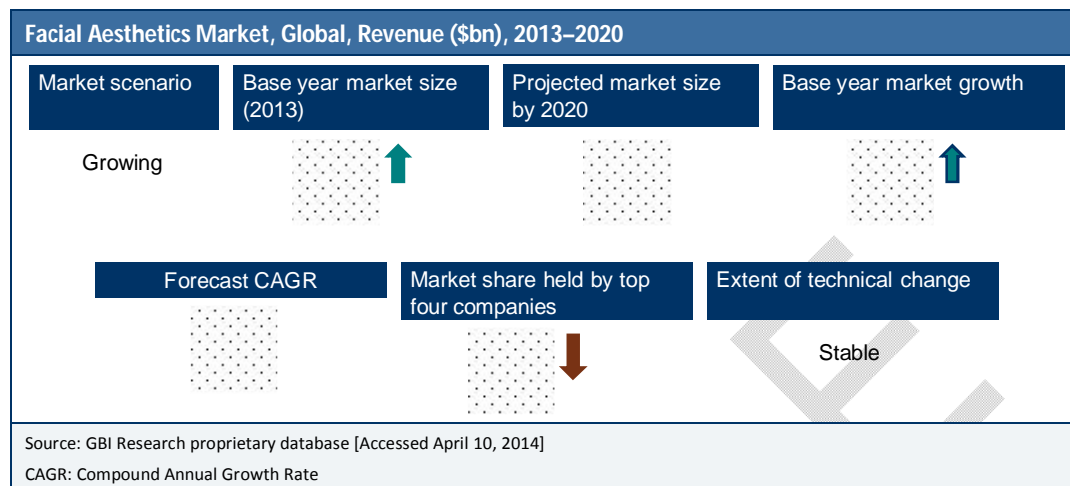 Facial Aesthetics Market, Global, Revenue ($bn), 2013–2020
Market scenario
Base year market size
(2013)
Projected market size
by 2020
Base year market growth
Growing
Forecast CAGR
Market share held by top
four companies
Extent of technical change
Stable
Source: GBI Research proprietary database [Accessed April 10, 2014]
CAGR: Compound Annual Growth Rate